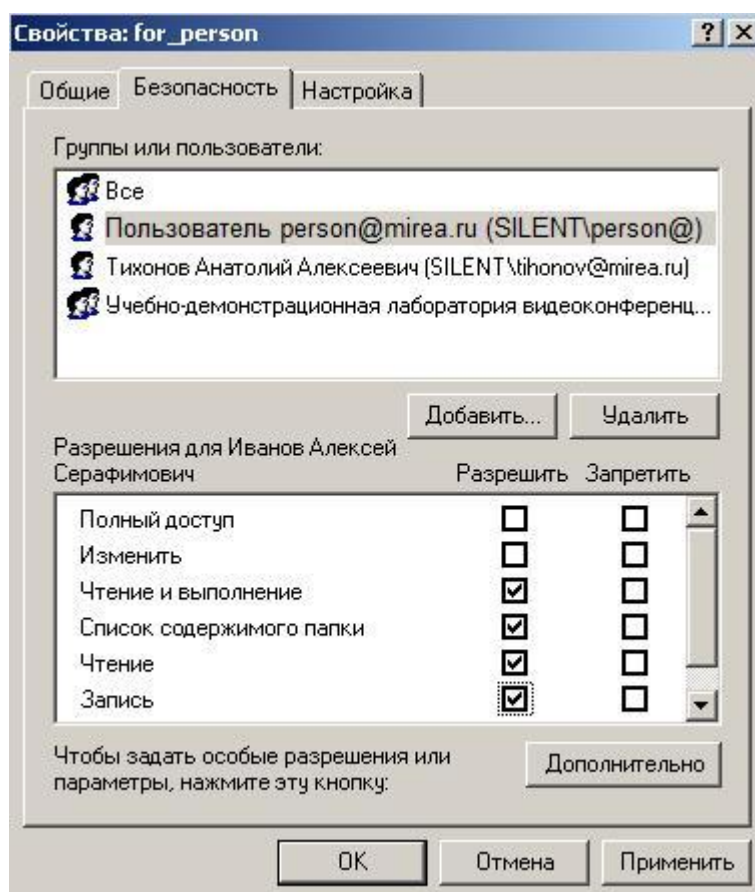 Свойства: for_person
Общие Безопасность Настройка
Группы или пользователи:
Все
Пользователь person@mirea.ru (SILENT\person@)
Тихонов Анатолий Алексеевич (SILENT\tihonov@mirea.ru)
Учебно-демонстрационная лаборатория видеоконференц...
Добавить... Удалить
Разрешения для Иванов Алексей
Серафимович Разрешить Запретить
Полный доступ
Изменить
Чтение и выполнение
Список содержимого папки
Чтение
Запись
Чтобы задать особые разрешения или
параметры, нажмите эту кнопку:
Дополнительно
OK Отмена Применить